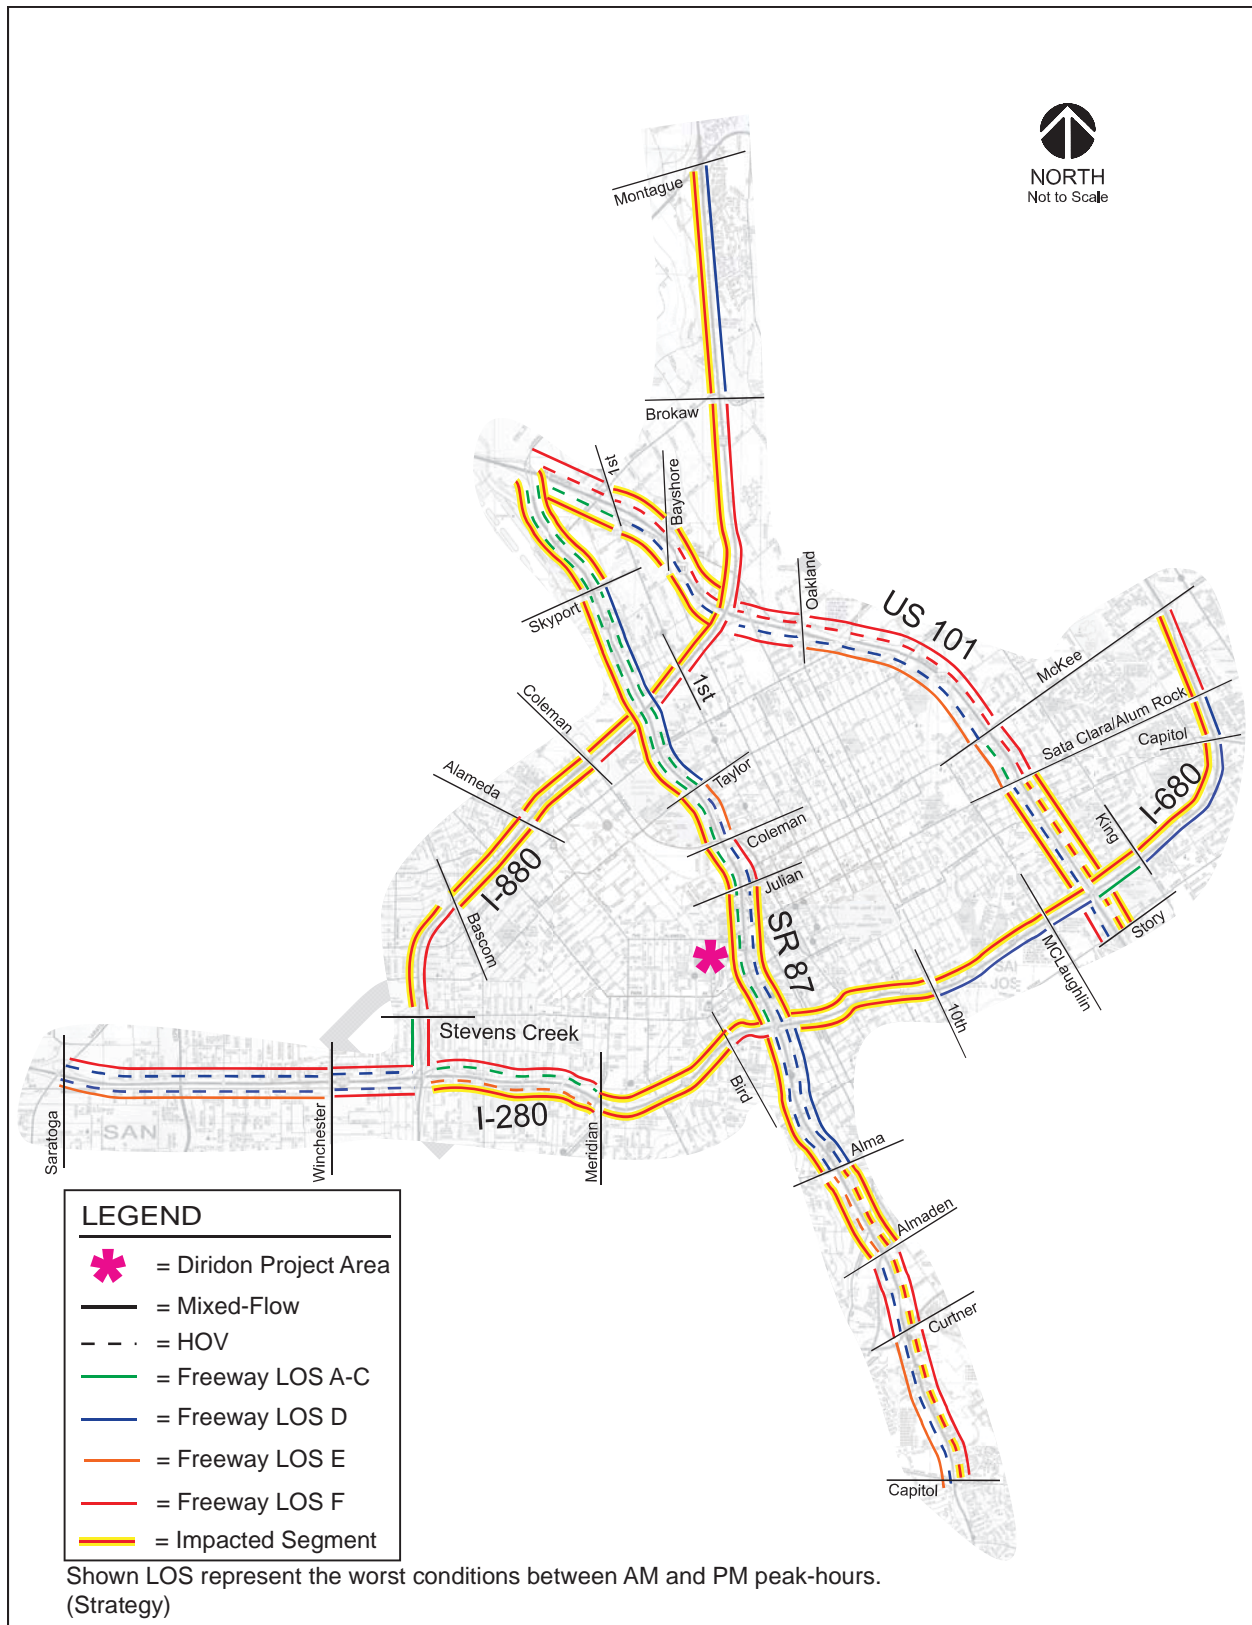 NORTH
Not to Scale
Montague
Brokaw
1st
Bayshore
Oakland
US 101
Skyport
McKee
1st
Sata Clara/Alum Rock
Coleman
Capitol
Taylor
Alameda
I-680
Coleman
King
I-880
Julian
Bascom
SR 87
Story
MCLaughlin
10th
Stevens Creek
Bird
I-280
SAN
Saratoga
Winchester
Meridian
Alma
Almaden
Curtner
Capitol
LEGEND
= Diridon Project Area
= Mixed-Flow
= HOV
= Freeway LOS A-C
= Freeway LOS D
= Freeway LOS E
= Freeway LOS F
= Impacted Segment
Shown LOS represent the worst conditions between AM and PM peak-hours.
(Strategy)